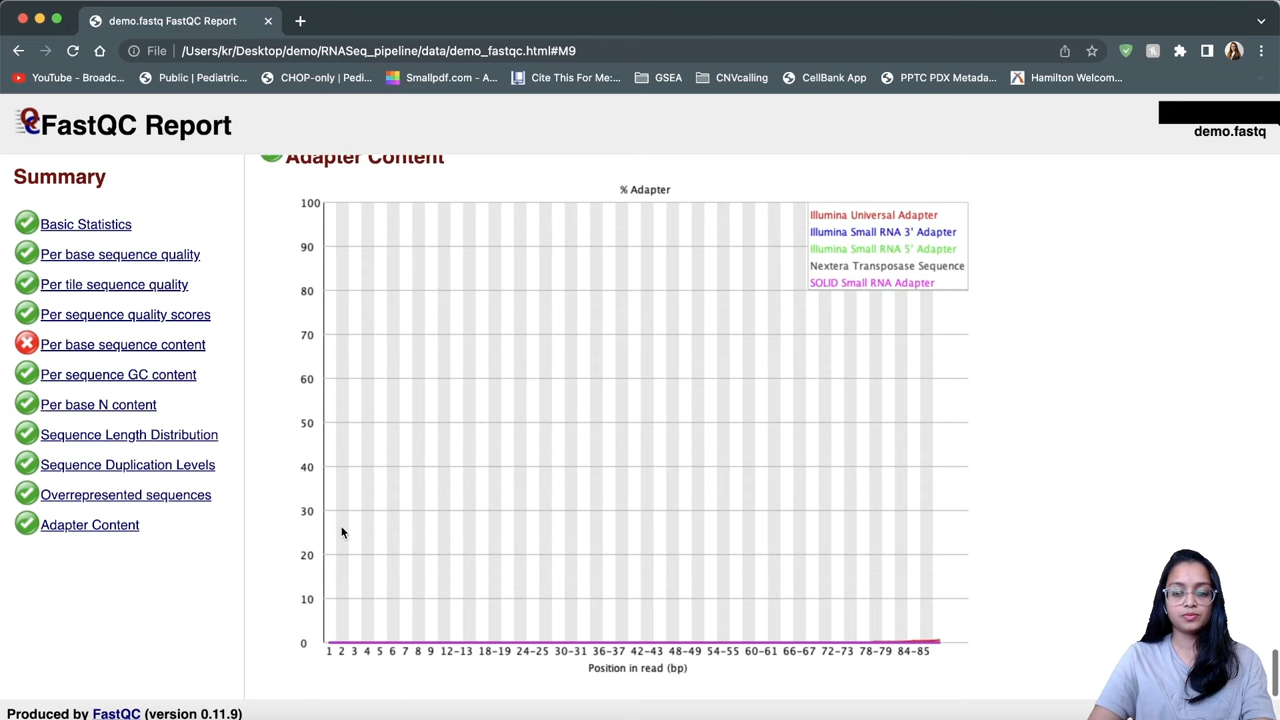 demo.fastq FastQC Report
File /Users/kr/Desktop/demo/RNASeq_pipeline/data/demo_fastqc.html#M9
YouTube - Broadc... Public | Pediatric... CHOP-only | Pedi... Smallpdf.com - A... Cite This For Me:... GSEA CNVcalling CellBank App PPTC PDX Metada... Hamilton Welcom...
FastQC Report
demo.fastq
Summary
Basic Statistics
Per base sequence quality
Per tile sequence quality
Per sequence quality scores
Per base sequence content
Per sequence GC content
Per base N content
Sequence Length Distribution
Sequence Duplication Levels
Overrepresented sequences
Adapter Content
Adapter Content
% Adapter
Illumina Universal Adapter
Illumina Small RNA 3' Adapter
Illumina Small RNA 5' Adapter
Nextera Transposase Sequence
SOLID Small RNA Adapter
100
90
80
70
60
50
40
30
20
10
0
1 2 3 4 5 6 7 8 9 12-13 18-19 24-25 30-31 36-37 42-43 48-49 54-55 60-61 66-67 72-73 78-79 84-85
Position in read (bp)
Produced by FastQC (version 0.11.9)